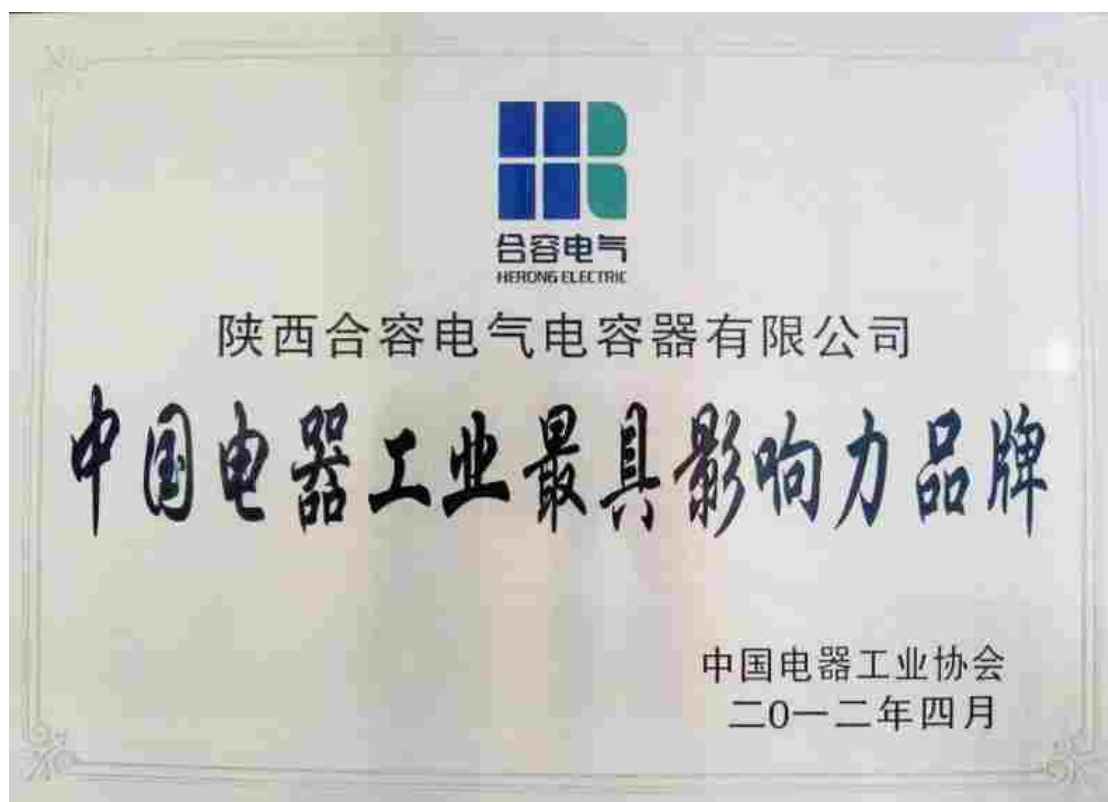 合容电气
HERONG ELECTRIC
陕西合容电气电容器有限公司
中国电器工业最具影响力品牌
中国电器工业协会
二0一二年四月